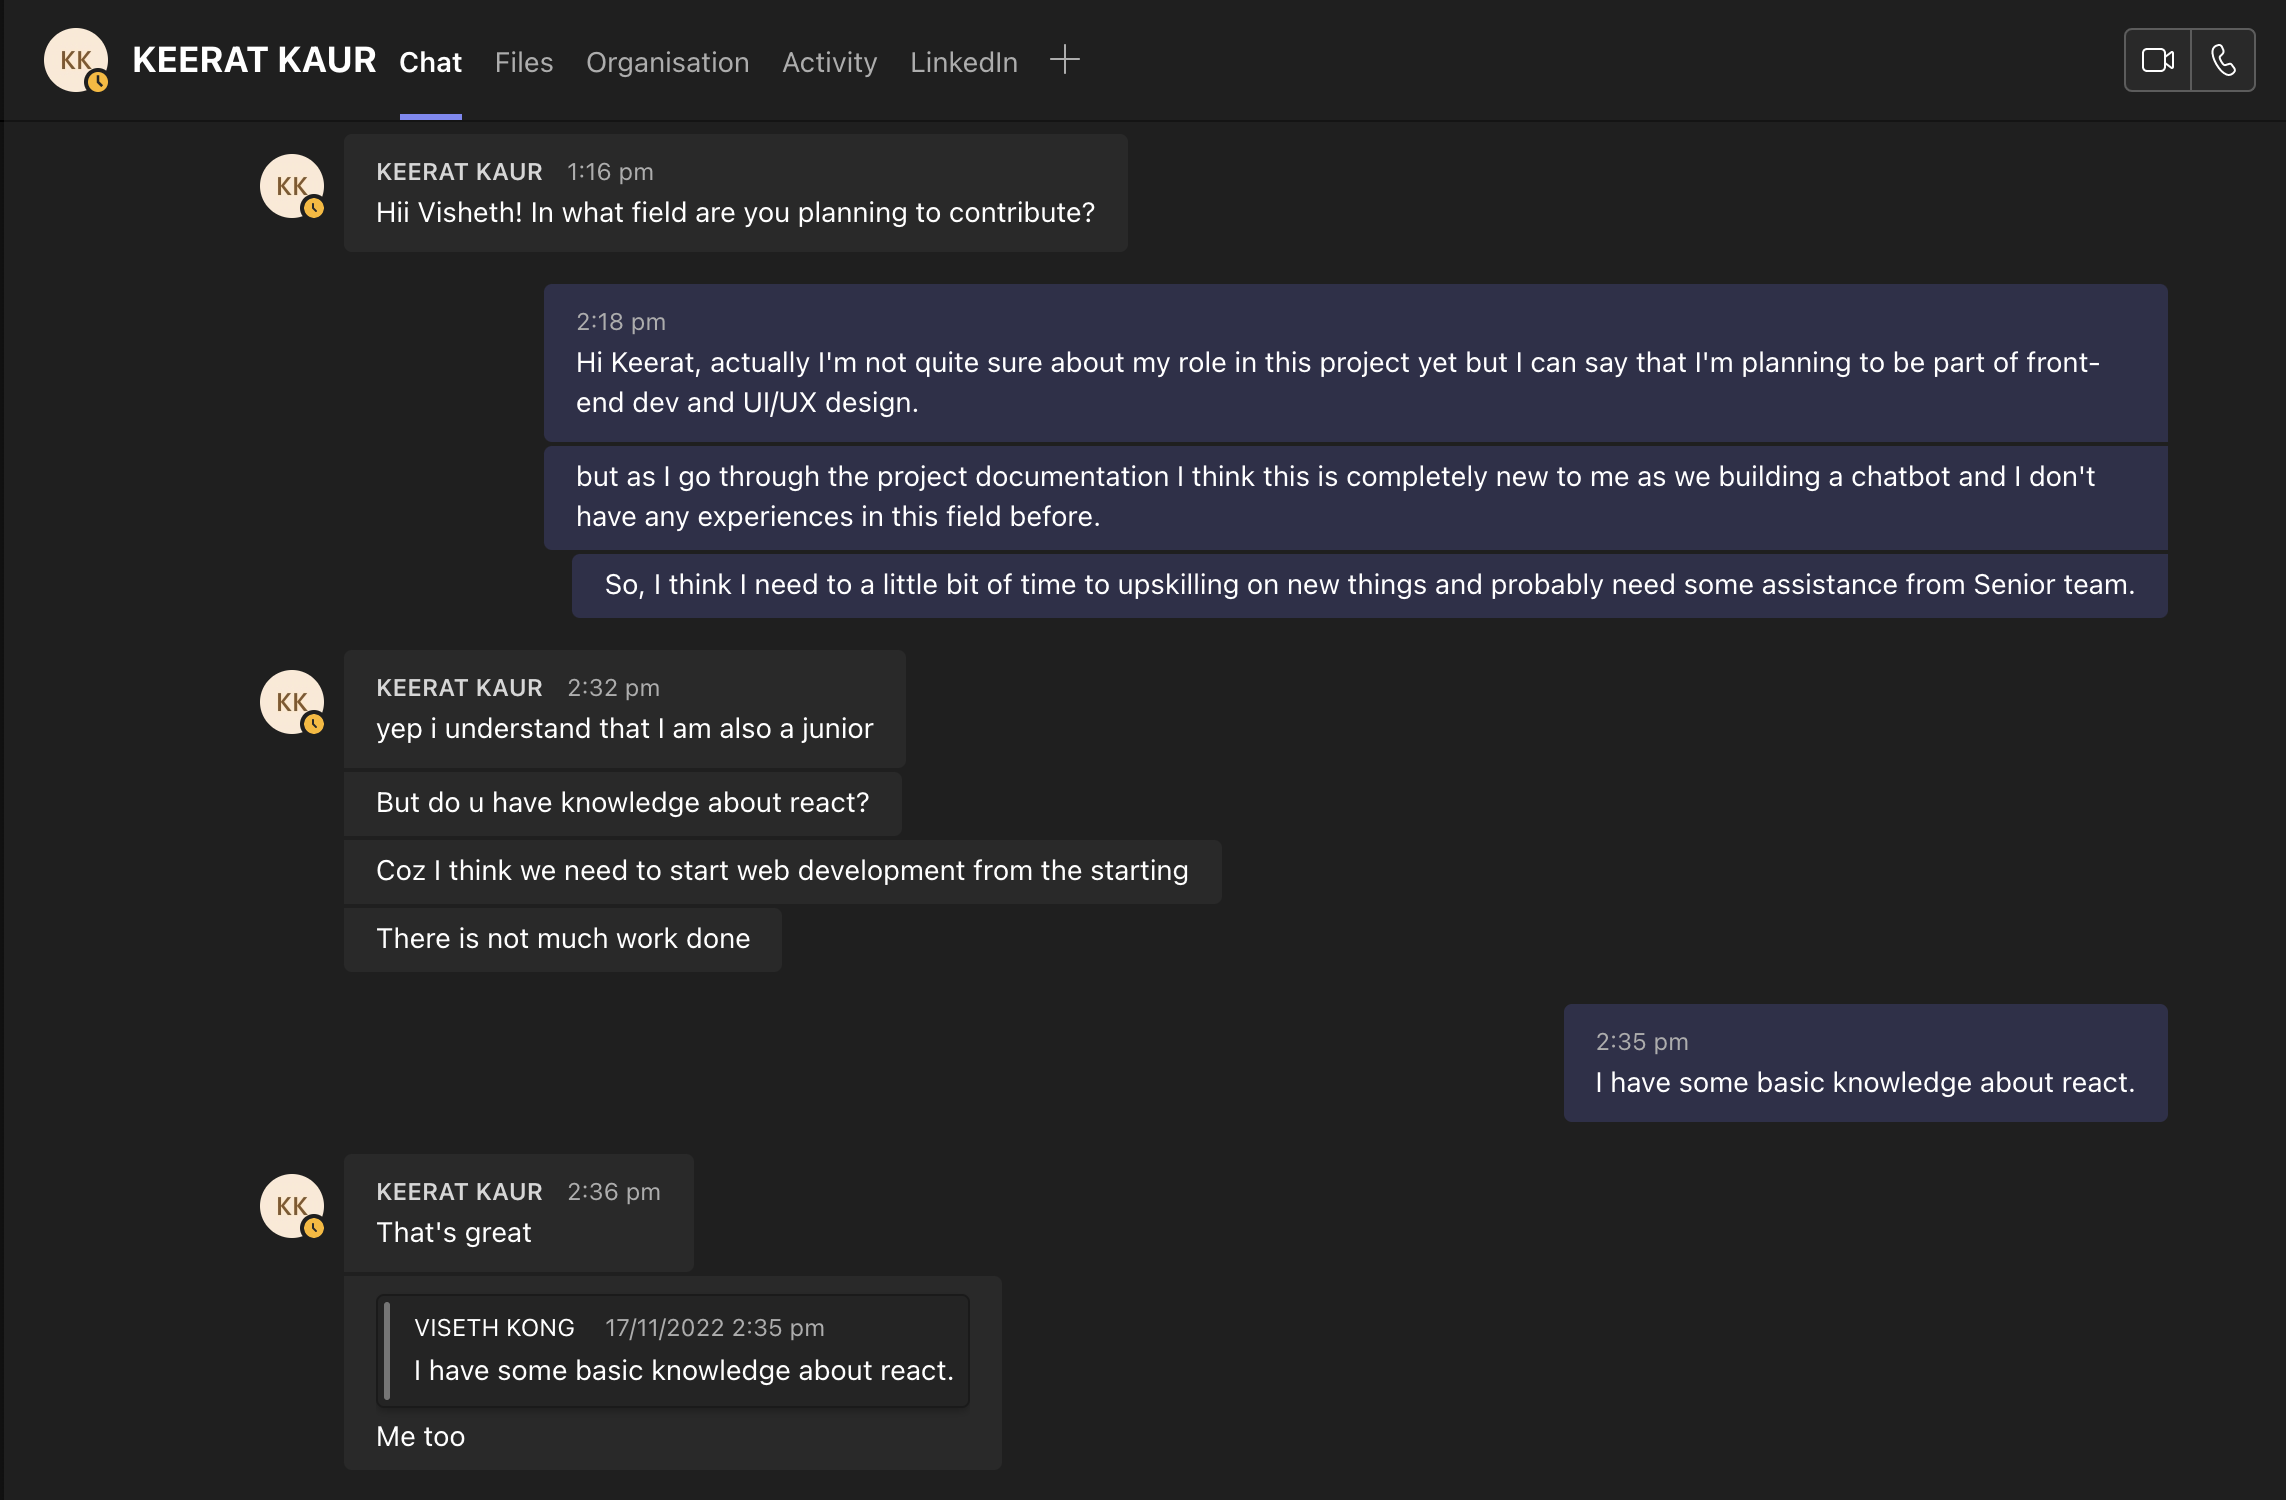 KK KEERAT KAUR Chat Files Organisation Activity LinkedIn
KK
KEERAT KAUR 1:16 pm
Hii Visheth! In what field are you planning to contribute?
2:18 pm
Hi Keerat, actually I'm not quite sure about my role in this project yet but I can say that I'm planning to be part of front-
end dev and UI/UX design.
but as I go through the project documentation I think this is completely new to me as we building a chatbot and I don't
have any experiences in this field before.
So, I think I need to a little bit of time to upskilling on new things and probably need some assistance from Senior team.
KK
KEERAT KAUR 2:32 pm
yep i understand that I am also a junior
But do u have knowledge about react?
Coz I think we need to start web development from the starting
There is not much work done
2:35 pm
I have some basic knowledge about react.
KK
KEERAT KAUR 2:36 pm
That's great
VISETH KONG 17/11/2022 2:35 pm
I have some basic knowledge about react.
Me too